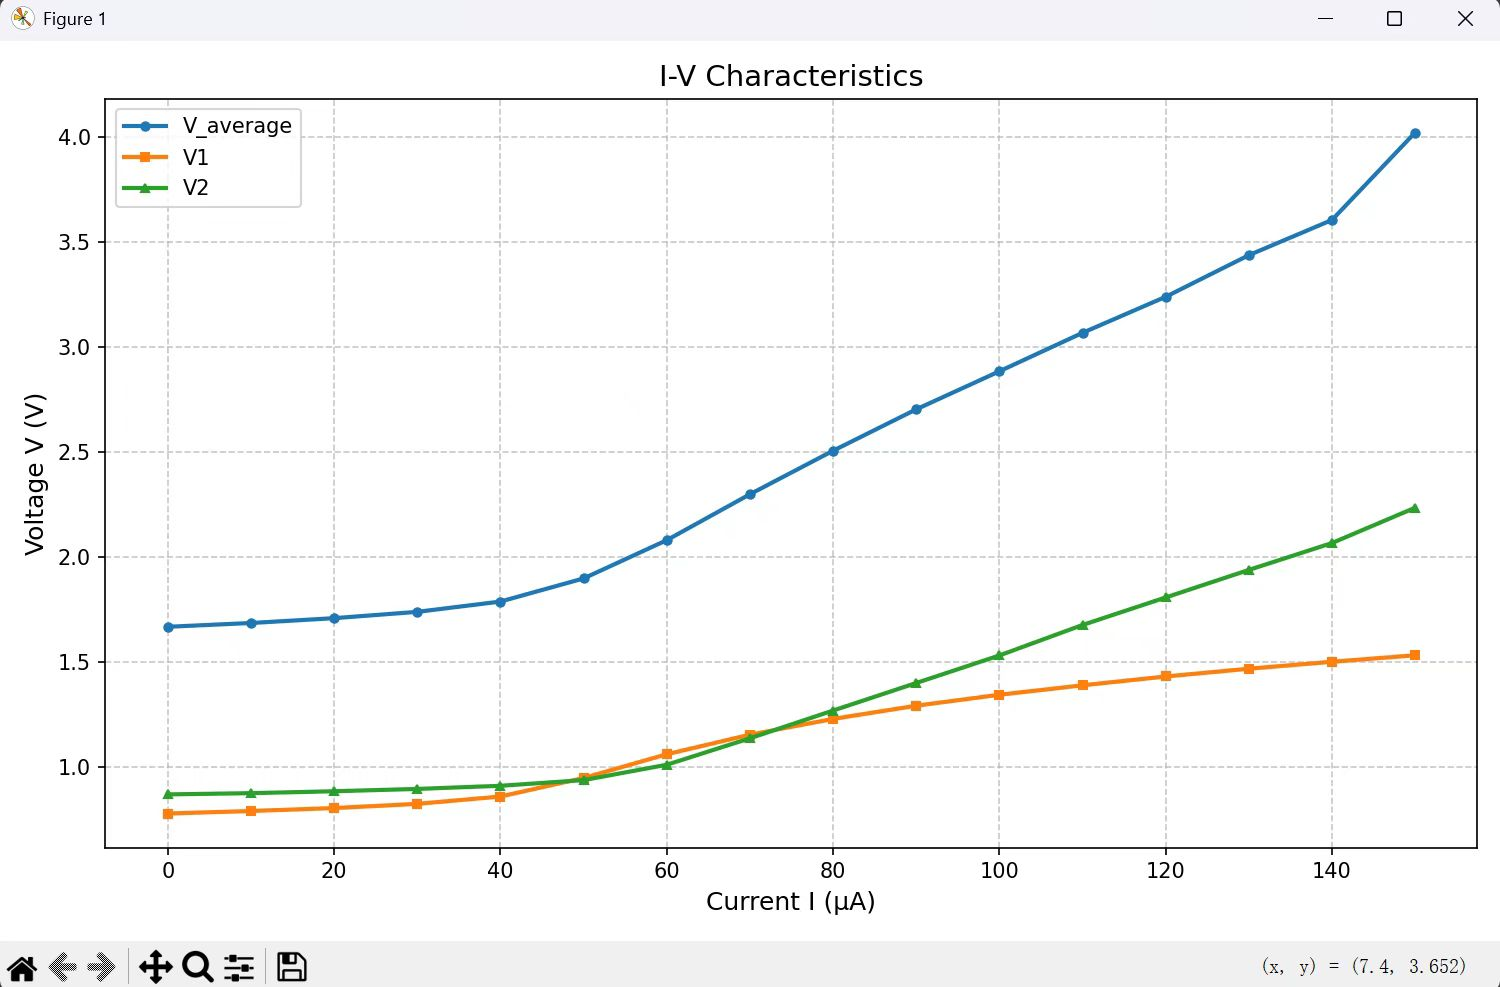 Figure 1
I-V Characteristics
V_average
V1
V2
4.0
3.5
3.0
2.5
2.0
1.5
1.0
Voltage V (V)
0 20 40 60 80 100 120 140
Current I (μA)
(x, y) = (7.4, 3.652)